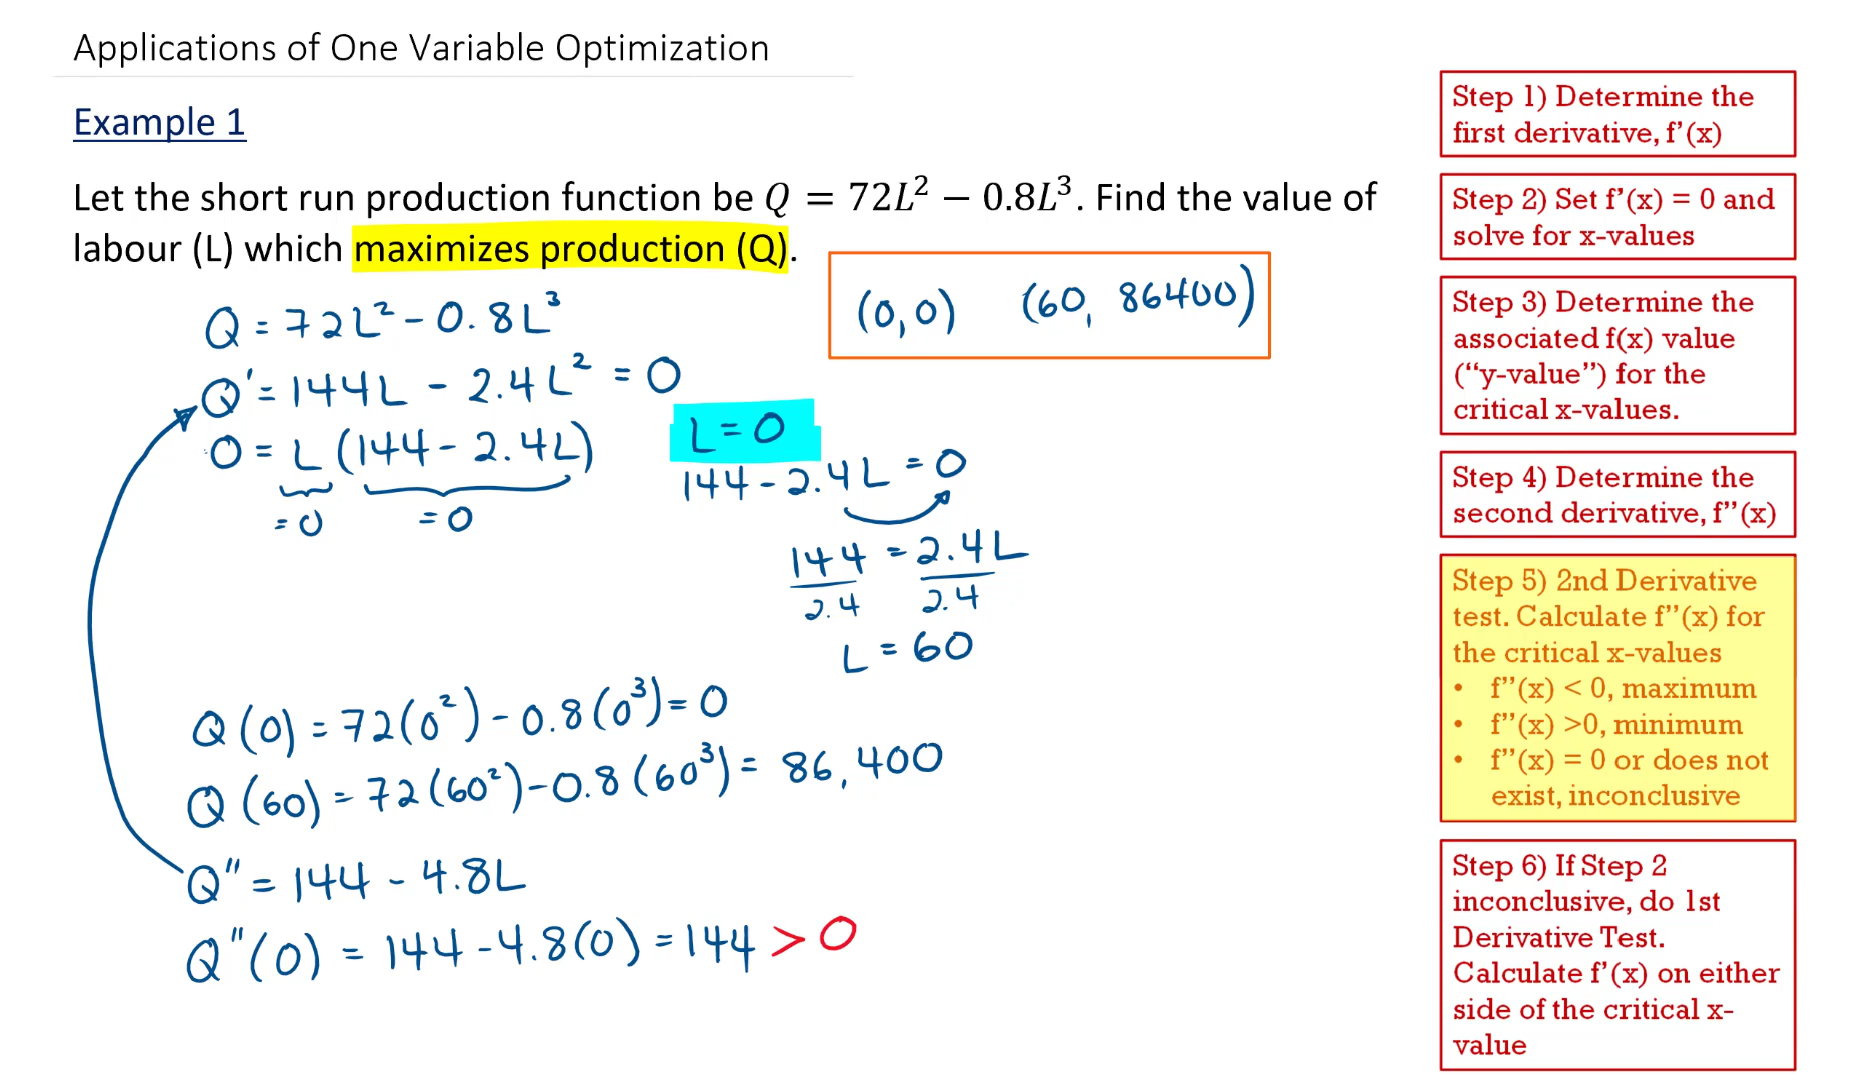 Applications of One Variable Optimization
Example 1
Let the short run production function be Q = 72L² − 0.8L³. Find the value of
labour (L) which maximizes production (Q).
(0,0) (60, 86400)
Q = 72L² - 0.8L³
Q' = 144L - 2.4L² = 0
0 = L (144 - 2.4L)
= 0 = 0
L = 0
144 - 2.4L = 0
144 = 2.4L
2.4 2.4
L = 60
Q(0) = 72(0²) - 0.8(0³) = 0
Q(60) = 72(60²) - 0.8(60³) = 86,400
Q" = 144 - 4.8L
Q"(0) = 144 - 4.8(0) = 144 > 0
Step 1) Determine the
first derivative, f’(x)
Step 2) Set f’(x) = 0 and
solve for x-values
Step 3) Determine the
associated f(x) value
(“y-value”) for the
critical x-values.
Step 4) Determine the
second derivative, f”(x)
Step 5) 2nd Derivative
test. Calculate f”(x) for
the critical x-values
• f”(x) < 0, maximum
• f”(x) >0, minimum
• f”(x) = 0 or does not
exist, inconclusive
Step 6) If Step 2
inconclusive, do 1st
Derivative Test.
Calculate f’(x) on either
side of the critical x-
value